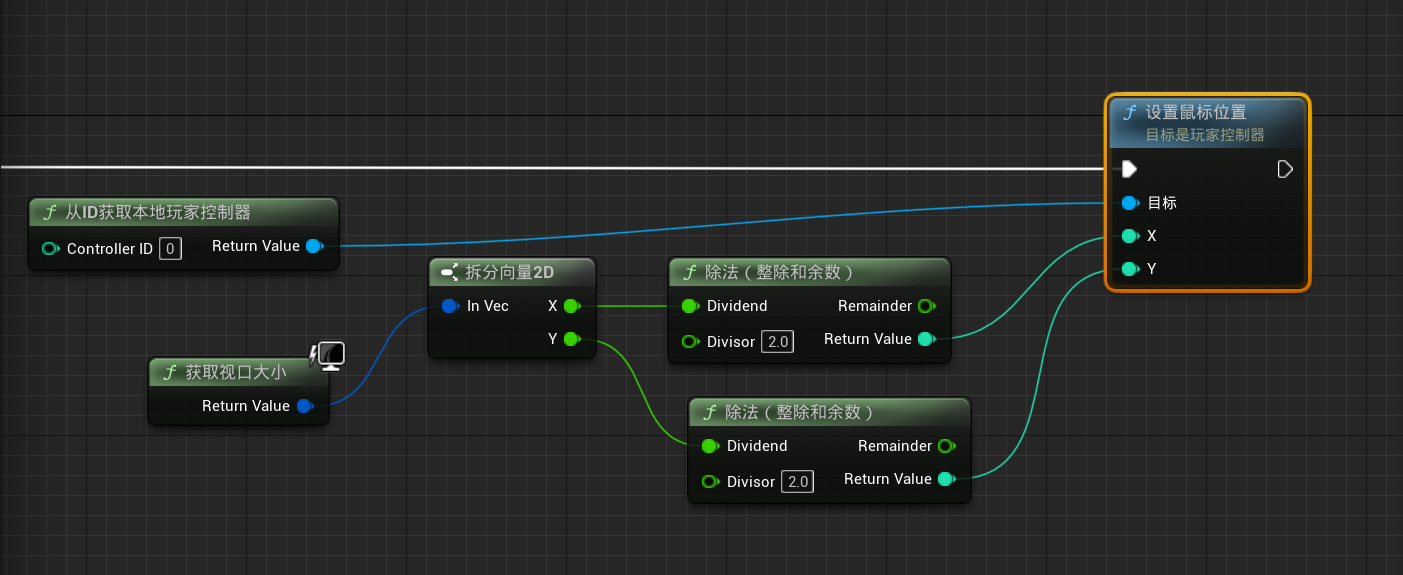 设置鼠标位置
目标是玩家控制器
目标
X
Y
从ID获取本地玩家控制器
Controller ID 0 Return Value
拆分向量2D
In Vec X
Y
除法（整除和余数）
Dividend Remainder
Divisor 2.0 Return Value
获取视口大小
Return Value
除法（整除和余数）
Dividend Remainder
Divisor 2.0 Return Value